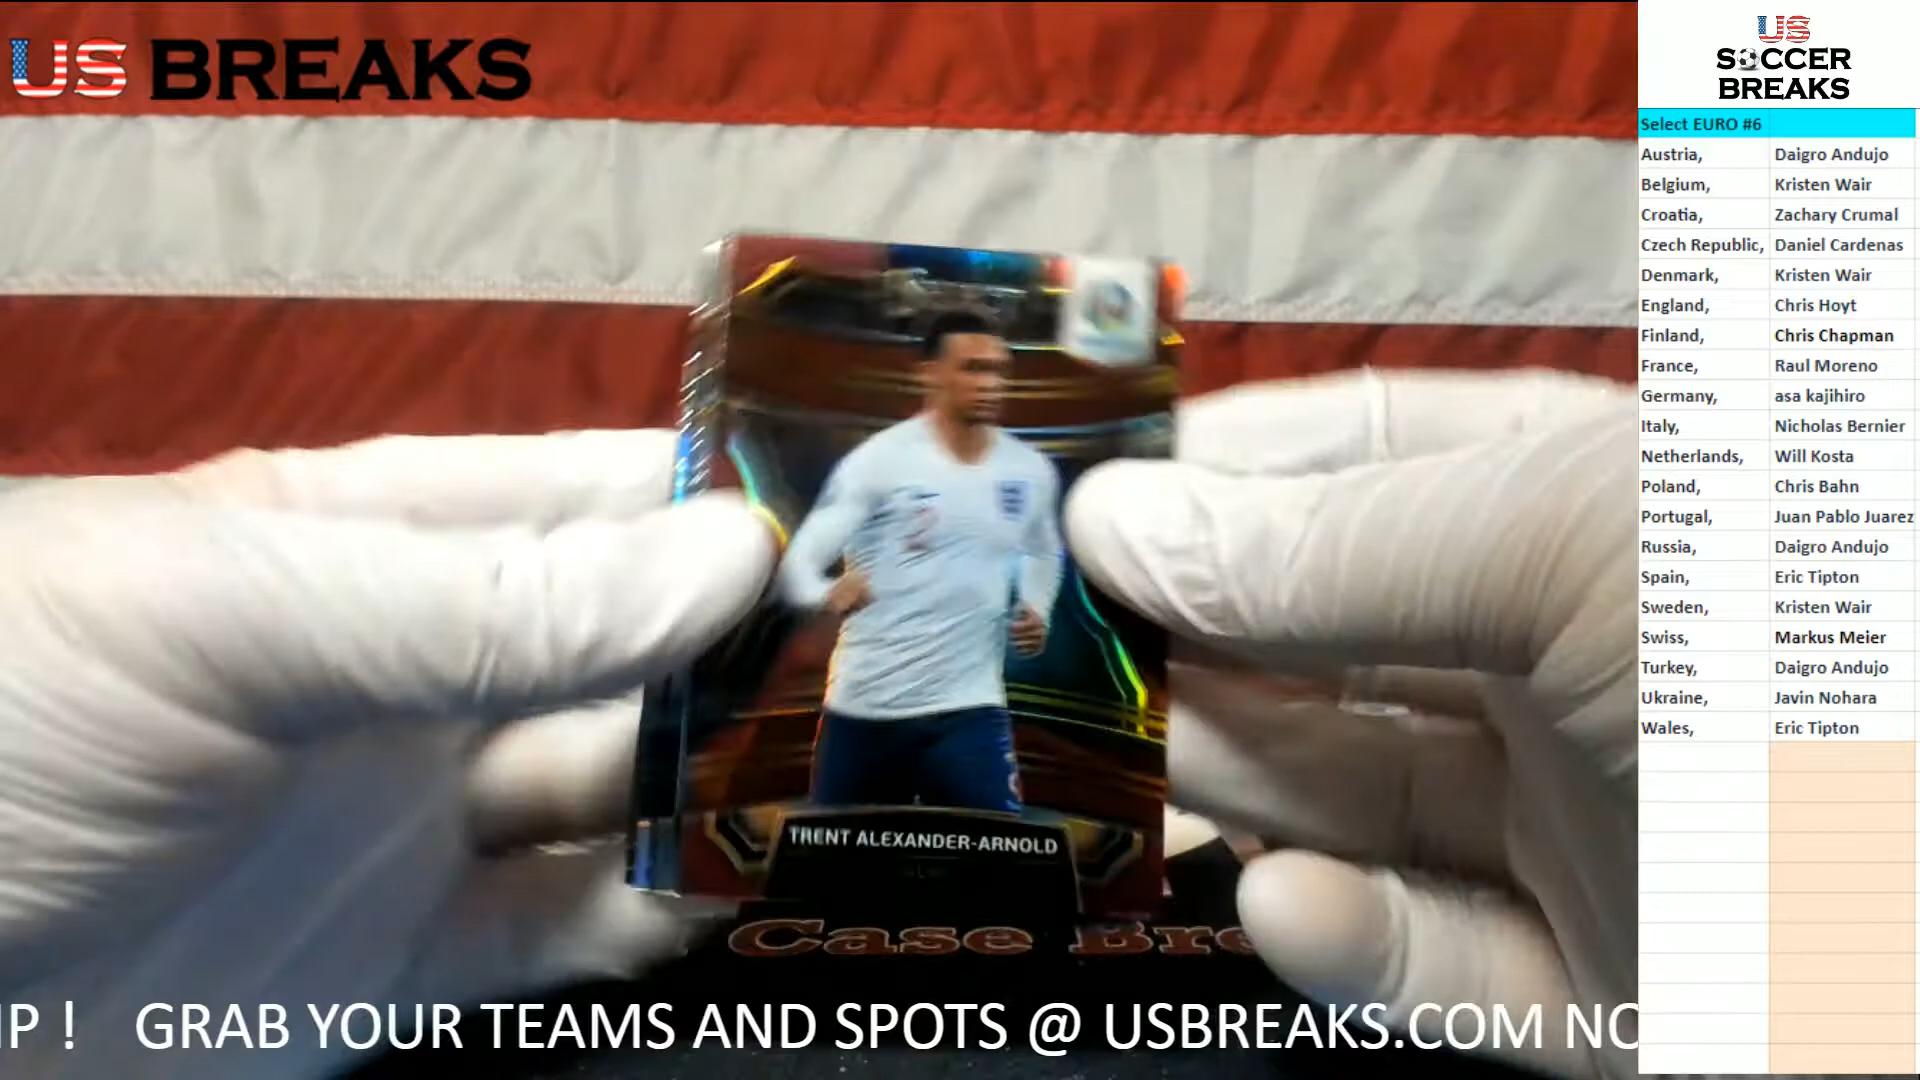 US BREAKS
US
SOCCER
BREAKS
Select EURO #6
Austria, Daigro Andujo
Belgium, Kristen Wair
Croatia, Zachary Crumal
Czech Republic, Daniel Cardenas
Denmark, Kristen Wair
England, Chris Hoyt
Finland, Chris Chapman
France, Raul Moreno
Germany, asa kajihiro
Italy, Nicholas Bernier
Netherlands, Will Kosta
Poland, Chris Bahn
Portugal, Juan Pablo Juarez
Russia, Daigro Andujo
Spain, Eric Tipton
Sweden, Kristen Wair
Swiss, Markus Meier
Turkey, Daigro Andujo
Ukraine, Javin Nohara
Wales, Eric Tipton
2
TRENT ALEXANDER-ARNOLD
Case Bre
IP ! GRAB YOUR TEAMS AND SPOTS @ USBREAKS.COM NO